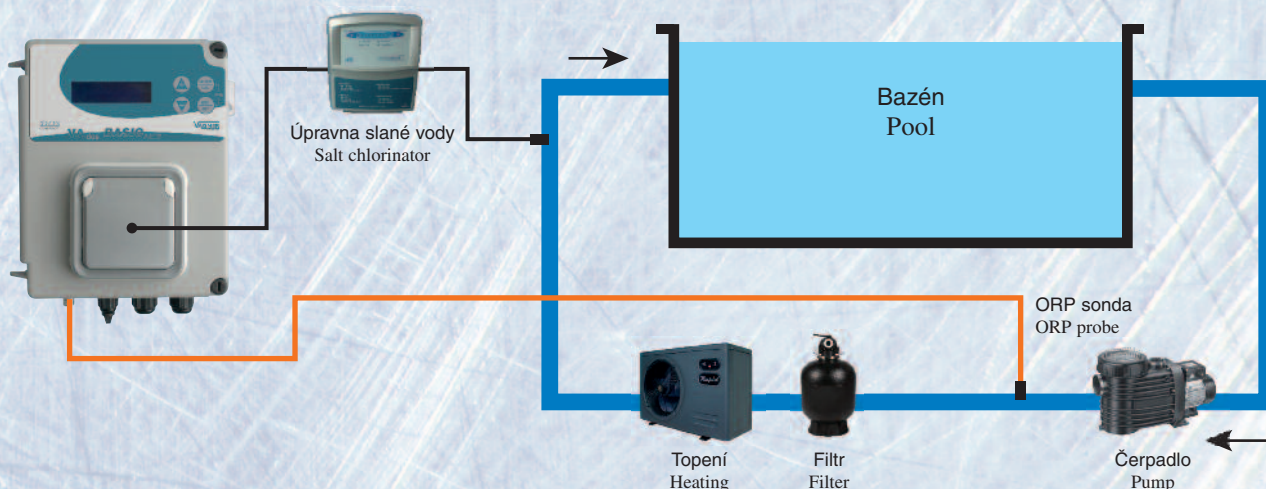 Úpravna slané vody
Salt chlorinator
Bazén
Pool
ORP sonda
ORP probe
Topení
Heating
Filtr
Filter
Čerpadlo
Pump